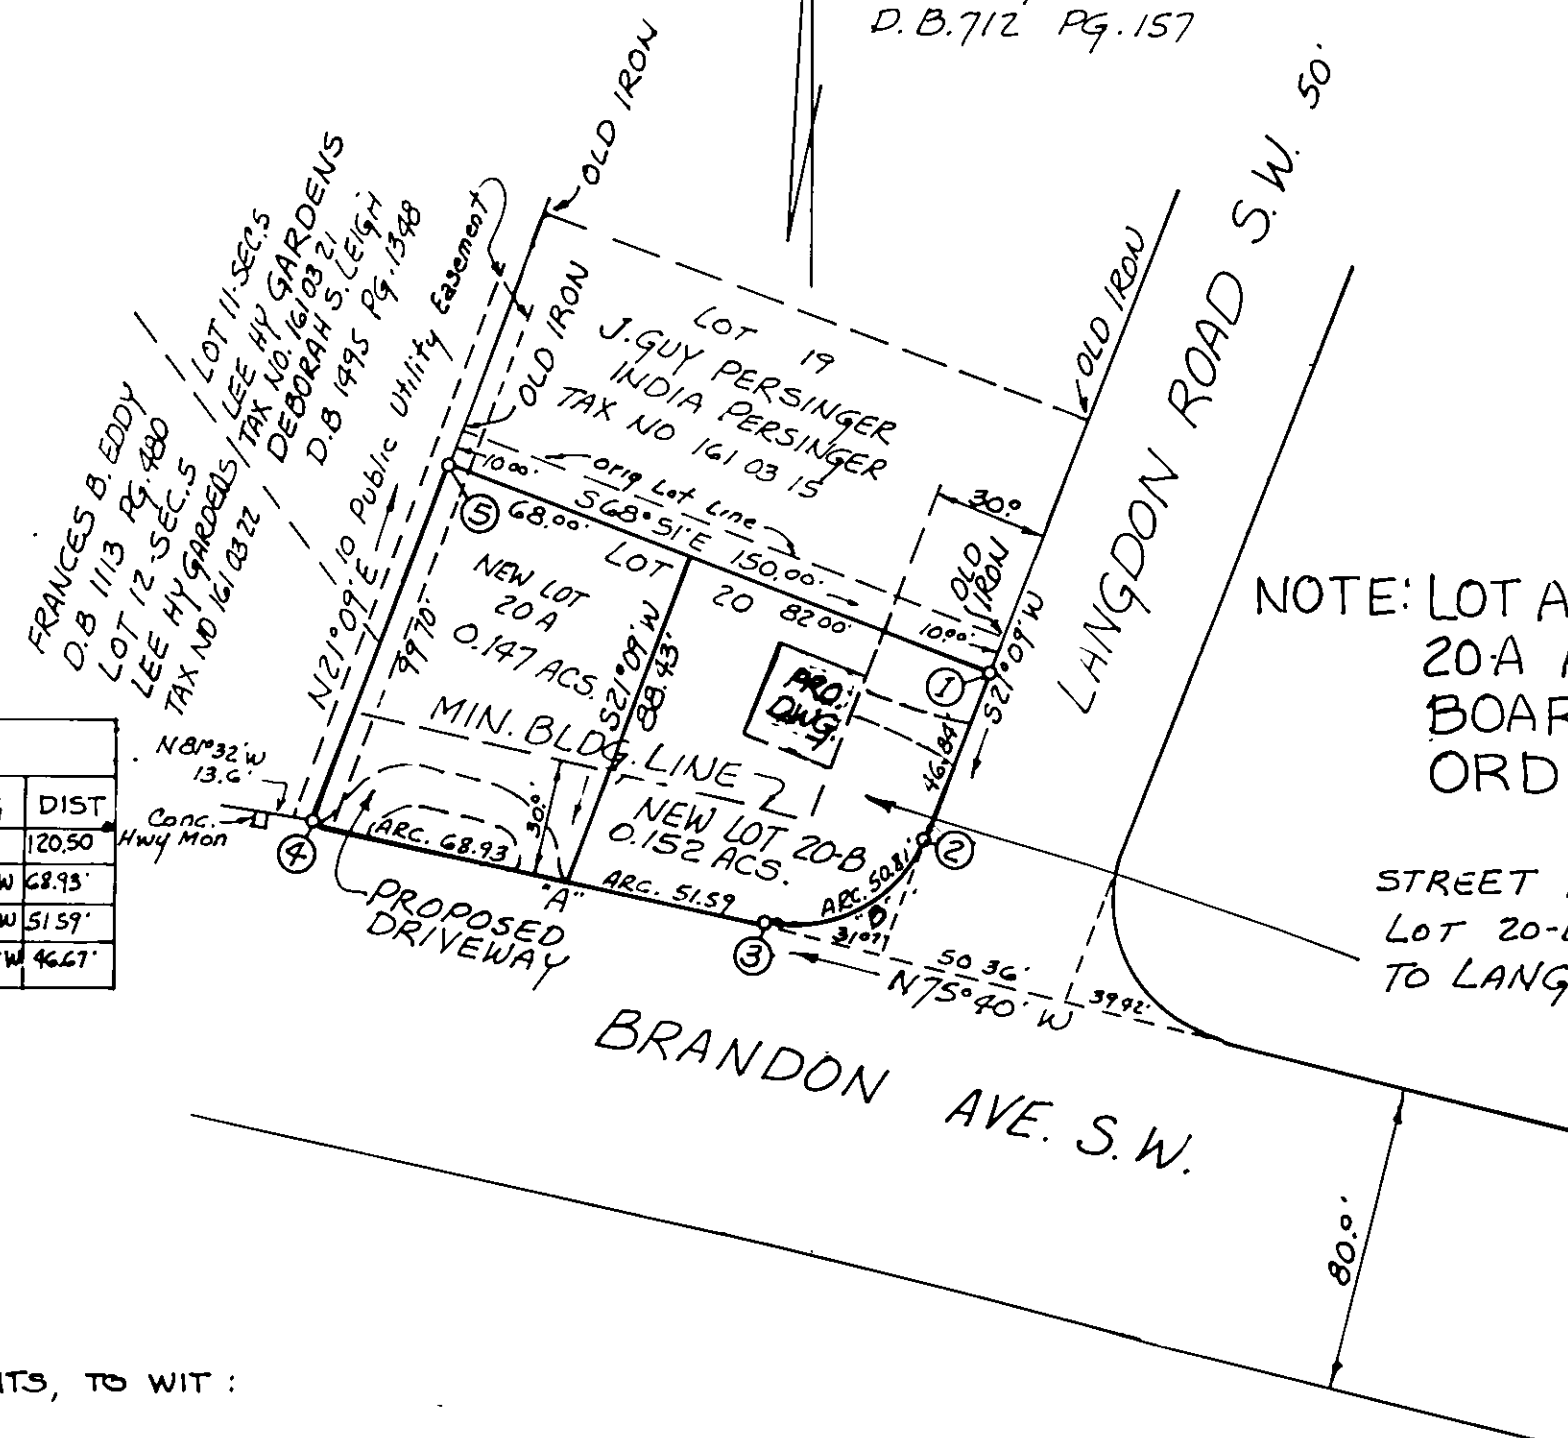 D.B. 712 PG. 157
OLD IRON
LANGDON ROAD S.W. 50'
FRANCES B. EDDY
D.B 1113 PG. 480
LOT 12-SEC. 5
LEE HY GARDENS
TAX NO 161 03 22
LOT 11-SEC. 5
LEE HY GARDENS
TAX NO. 161 03 21
DEBORAH S. LEIGH
D.B 1495 PG. 1348
10' Public Utility Easement
OLD IRON
OLD IRON
LOT 19
J. GUY PERSINGER
INDIA PERSINGER
TAX NO 161 03 15
10.00'
Orig Lot Line
S68°51'E 150.00'
30.0
OLD
IRON
10.00'
5
68.00'
LOT
20
82.00'
NEW LOT
20A
0.147 ACS.
N21°09'E
99.70'
S21°09'W
88.43'
PRO.
DWG.
1
S21°09'W
46.84'
MIN. BLDG. LINE
NEW LOT 20-B
0.152 ACS.
30.0'
2
N81°32'W
13.6'
Conc.
Hwy Mon
4
ARC. 68.93
"A"
ARC. 51.59
ARC. 50.81'
31.07
3
PROPOSED
DRIVEWAY
50.36'
N75°40'W
39.92'
BRANDON AVE. S.W.
80.0'
NOTE: LOT A
20-A
BOAR
ORD
STREET
LOT 20-
TO LANG
DIST
120.50
W 68.93'
W 51.59'
W 46.67'
ITS, TO WIT: